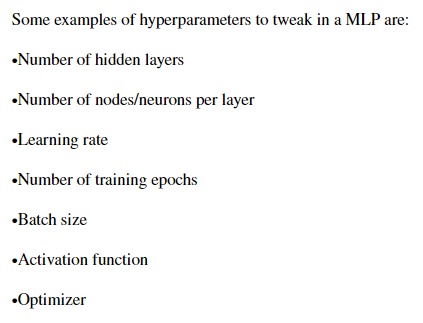 Some examples of hyperparameters to tweak in a MLP are:
•Number of hidden layers
•Number of nodes/neurons per layer
•Learning rate
•Number of training epochs
•Batch size
•Activation function
•Optimizer